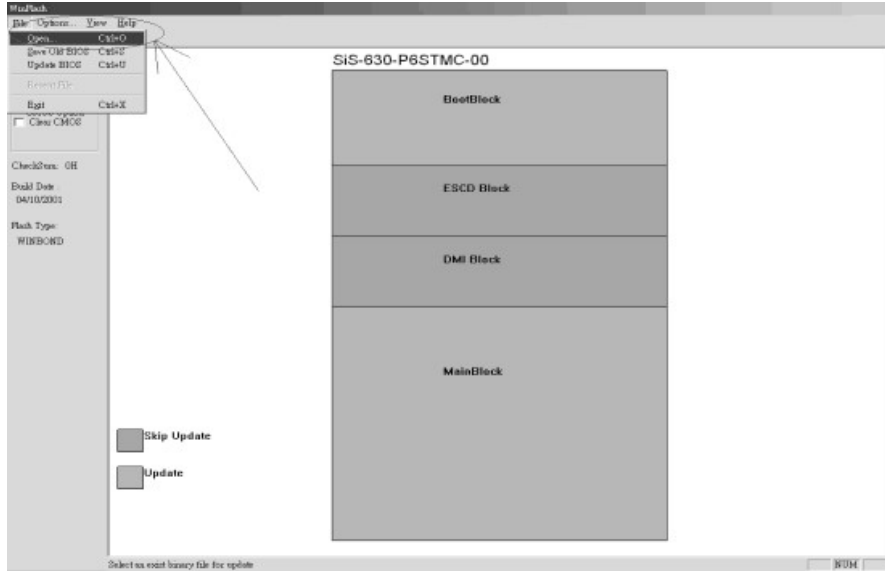 WinFlash
File Options... View Help
Open... Ctrl+O
Save Old BIOS Ctrl+S
Update BIOS Ctrl+U
Recent File
Exit Ctrl+X
Clear CMOS
CheckSum: 0H
Build Date :
04/10/2001
Flash Type:
WINBOND
SiS-630-P6STMC-00
BootBlock
ESCD Block
DMI Block
MainBlock
Skip Update
Update
Select an exist binary file for update
NUM